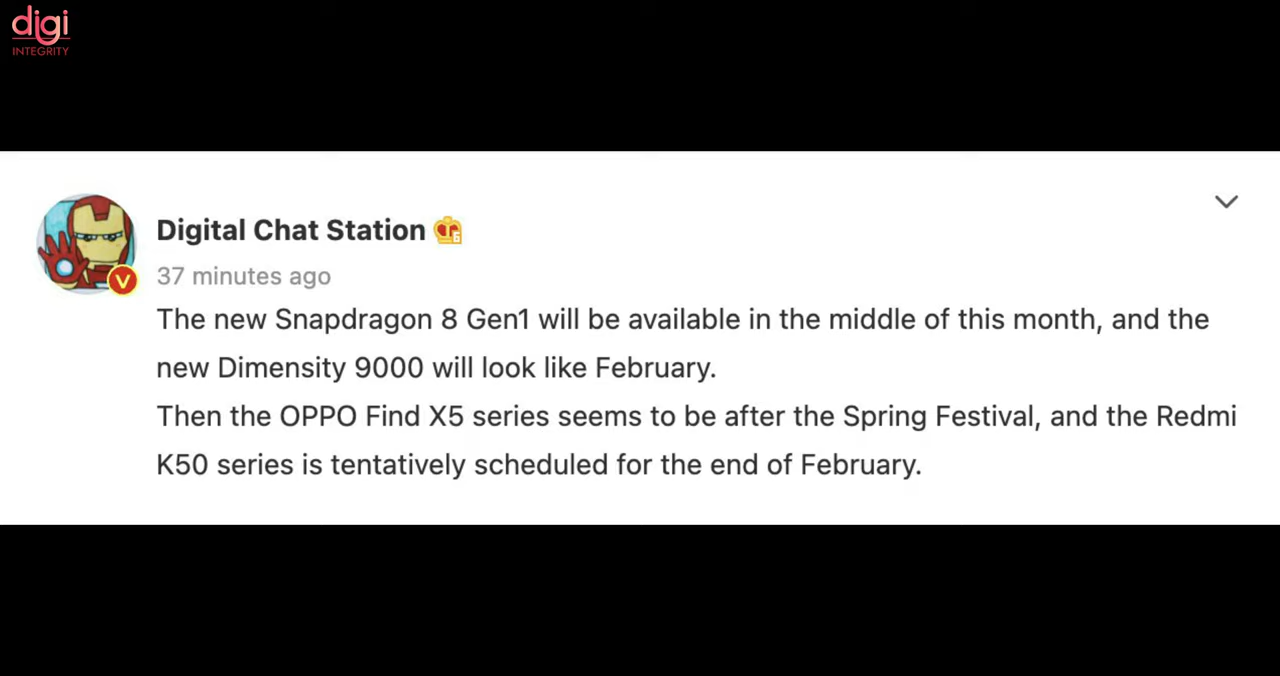 digi
INTEGRITY
Digital Chat Station
6
37 minutes ago
V
The new Snapdragon 8 Gen1 will be available in the middle of this month, and the
new Dimensity 9000 will look like February.
Then the OPPO Find X5 series seems to be after the Spring Festival, and the Redmi
K50 series is tentatively scheduled for the end of February.